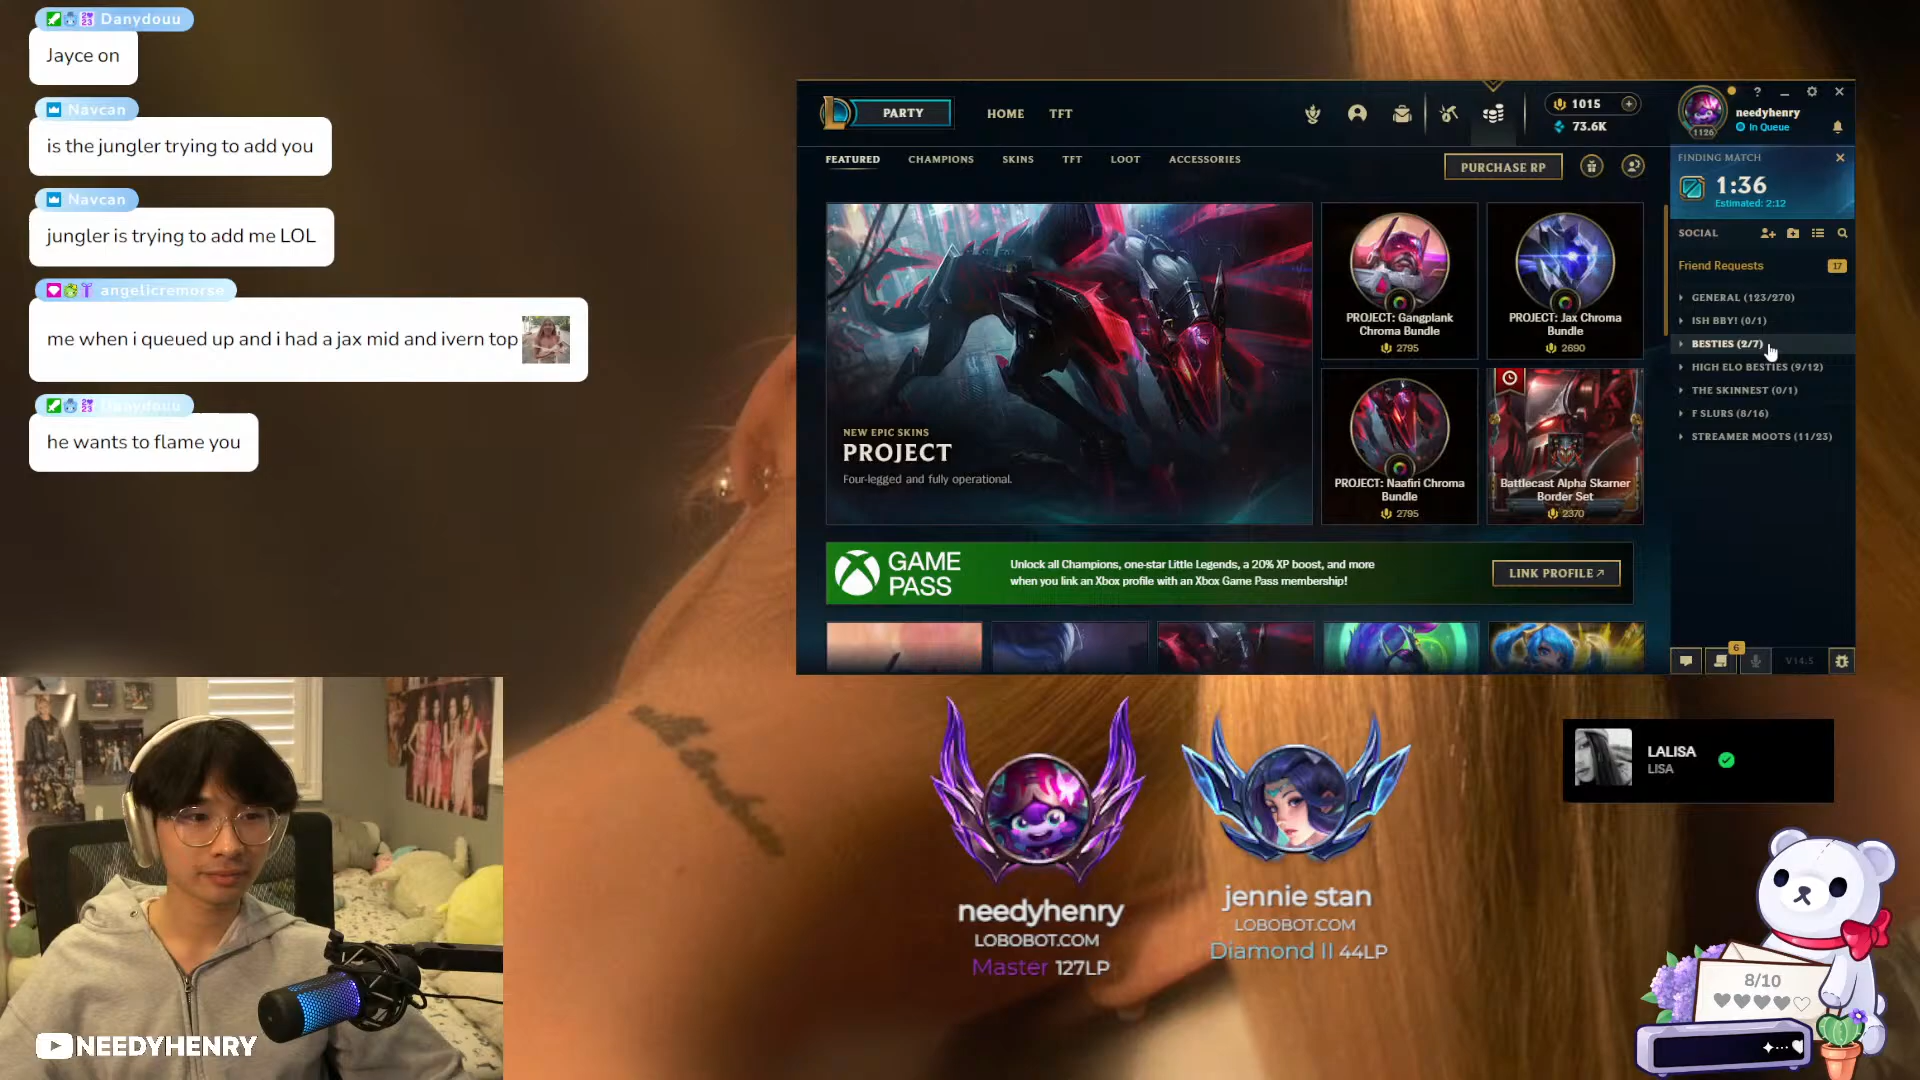 Danydouu
Jayce on
Navcan
is the jungler trying to add you
Navcan
jungler is trying to add me LOL
angelicremorse
me when i queued up and i had a jax mid and ivern top
Danydouu
he wants to flame you
PARTY
HOME
TFT
1015
73.6K
1126
needyhenry
In Queue
FEATURED
CHAMPIONS
SKINS
TFT
LOOT
ACCESSORIES
PURCHASE RP
FINDING MATCH
1:36
Estimated: 2:12
SOCIAL
Friend Requests
17
GENERAL (123/270)
ISH BBY! (0/1)
BESTIES (2/7)
HIGH ELO BESTIES (9/12)
THE SKINNEST (0/1)
F SLURS (8/16)
STREAMER MOOTS (11/23)
NEW EPIC SKINS
PROJECT
Four-legged and fully operational.
PROJECT: Gangplank
Chroma Bundle
2795
PROJECT: Jax Chroma
Bundle
2690
PROJECT: Naafiri Chroma
Bundle
2795
Battlecast Alpha Skarner
Border Set
2370
GAME
PASS
Unlock all Champions, one-star Little Legends, a 20% XP boost, and more
when you link an Xbox profile with an Xbox Game Pass membership!
LINK PROFILE
6
V14.5
needyhenry
LOBOBOT.COM
Master 127LP
jennie stan
LOBOBOT.COM
Diamond II 44LP
LALISA
LISA
8/10
NEEDYHENRY